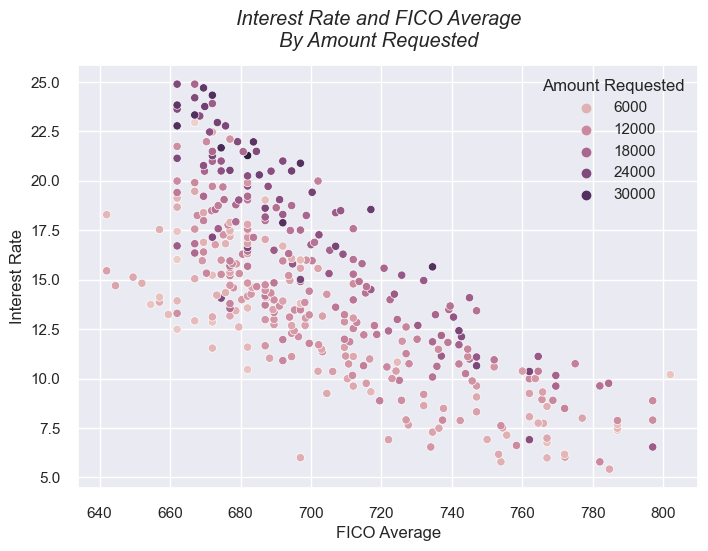 Interest Rate and FICO Average
By Amount Requested
Amount Requested
6000
12000
18000
24000
30000
25.0
22.5
20.0
17.5
15.0
12.5
10.0
7.5
5.0
Interest Rate
640 660 680 700 720 740 760 780 800
FICO Average